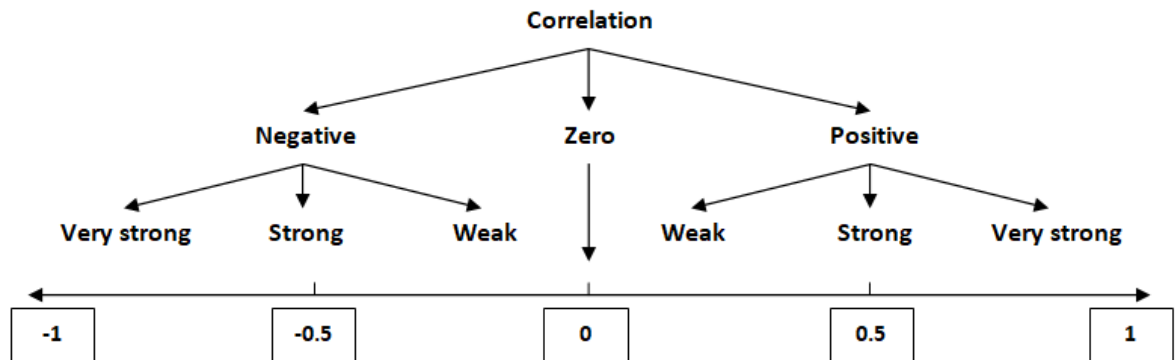 Correlation
Negative Zero Positive
Very strong Strong Weak Weak Strong Very strong
-1 -0.5 0 0.5 1